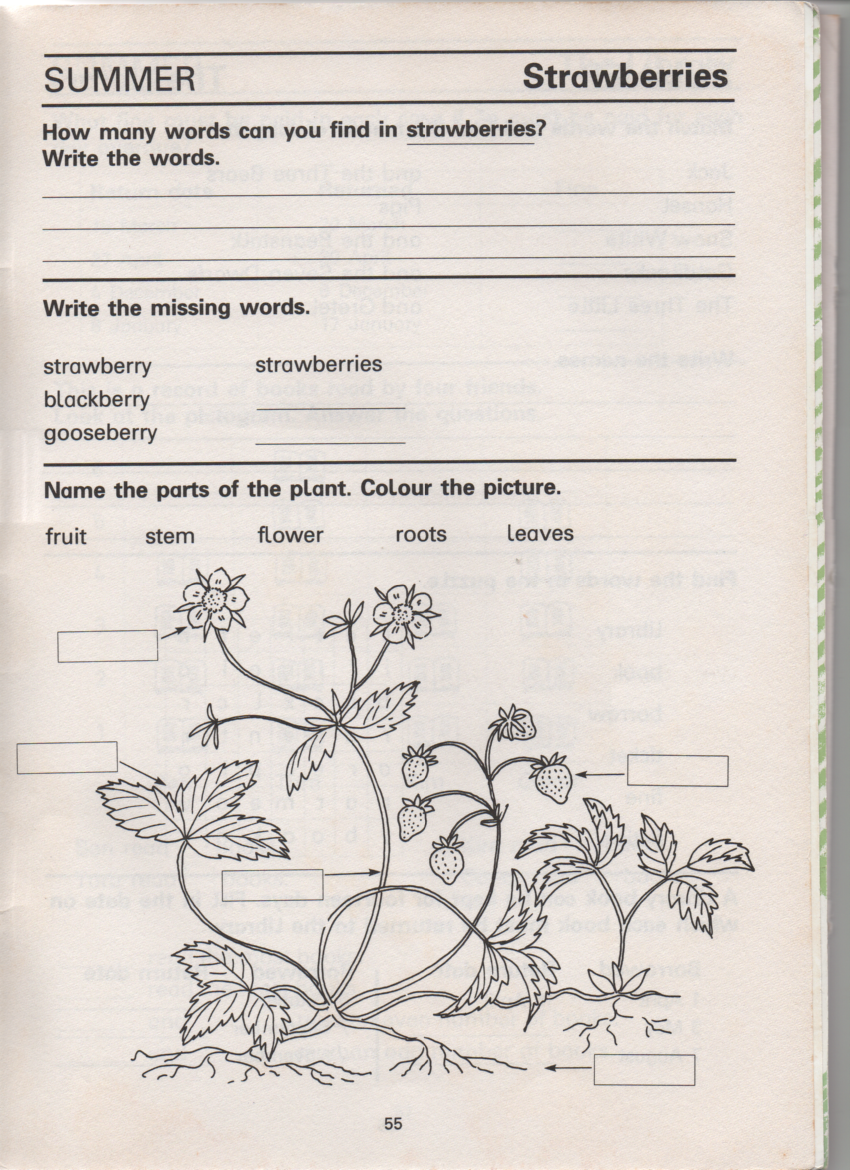 SUMMER Strawberries
How many words can you find in strawberries?
Write the words.
Write the missing words.
strawberry strawberries
blackberry
gooseberry
Name the parts of the plant. Colour the picture.
fruit stem flower roots leaves
55